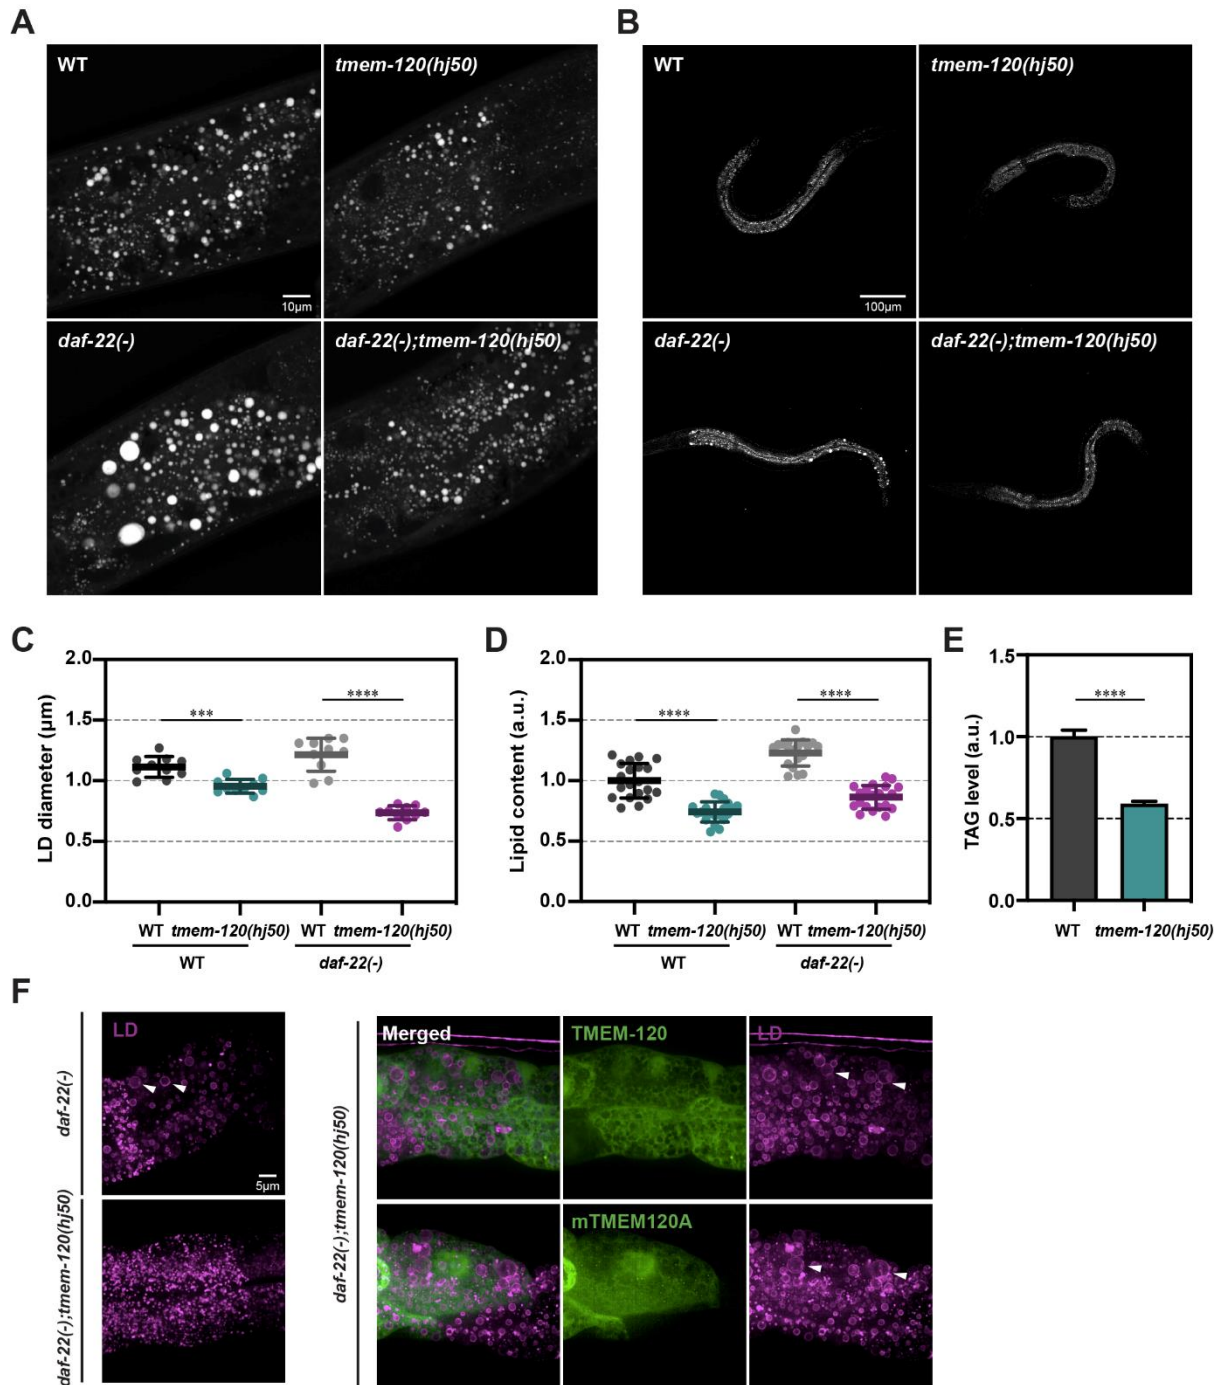 A
B
WT
tmem-120(hj50)
WT
tmem-120(hj50)
10μm
100μm
daf-22(-)
daf-22(-);tmem-120(hj50)
daf-22(-)
daf-22(-);tmem-120(hj50)
C
D
E
LD diameter (μm)
2.0
1.5
1.0
0.5
0.0
***
****
WT tmem-120(hj50) WT tmem-120(hj50)
WT daf-22(-)
Lipid content (a.u.)
2.0
1.5
1.0
0.5
0.0
****
****
WT tmem-120(hj50) WT tmem-120(hj50)
WT daf-22(-)
TAG level (a.u.)
1.5
1.0
0.5
0.0
****
WT tmem-120(hj50)
F
daf-22(-)
LD
5μm
daf-22(-);tmem-120(hj50)
daf-22(-);tmem-120(hj50)
Merged
TMEM-120
LD
mTMEM120A